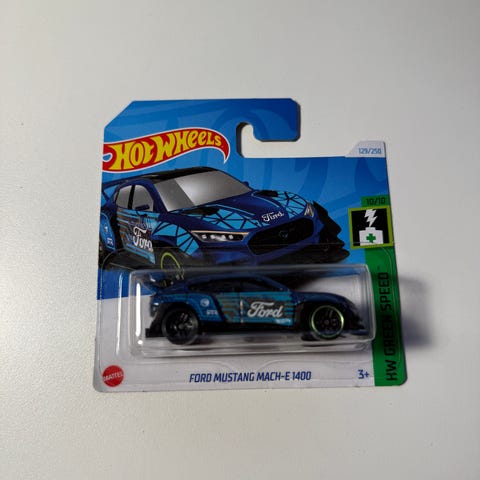 HOT WHEELS
129/250
10/10
HW GREEN SPEED
Ford
Ford
Ford
MATTEL
FORD MUSTANG MACH-E 1400
3+